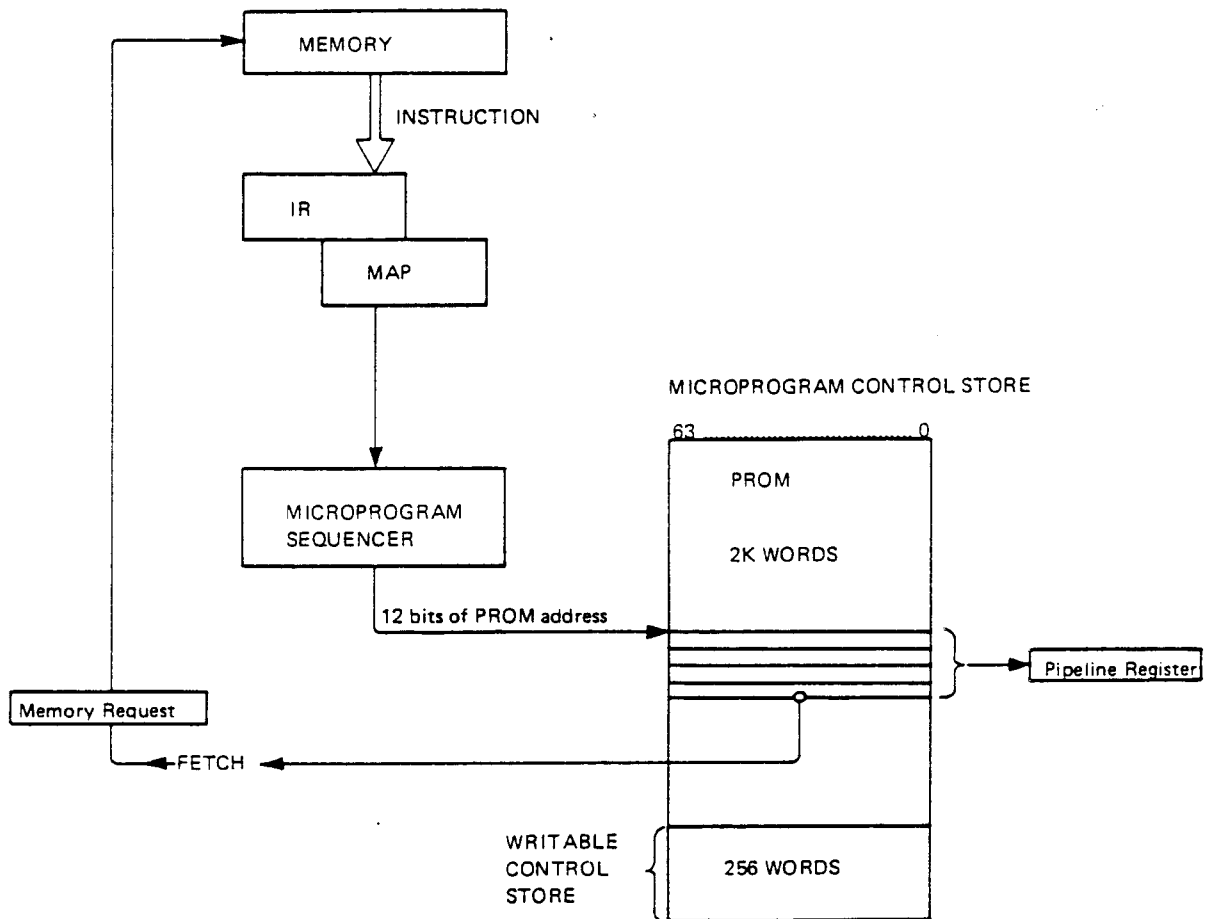 MEMORY
INSTRUCTION
IR
MAP
MICROPROGRAM CONTROL STORE
63 0
PROM
2K WORDS
MICROPROGRAM
SEQUENCER
12 bits of PROM address
Pipeline Register
Memory Request
FETCH
WRITABLE
CONTROL
STORE
256 WORDS